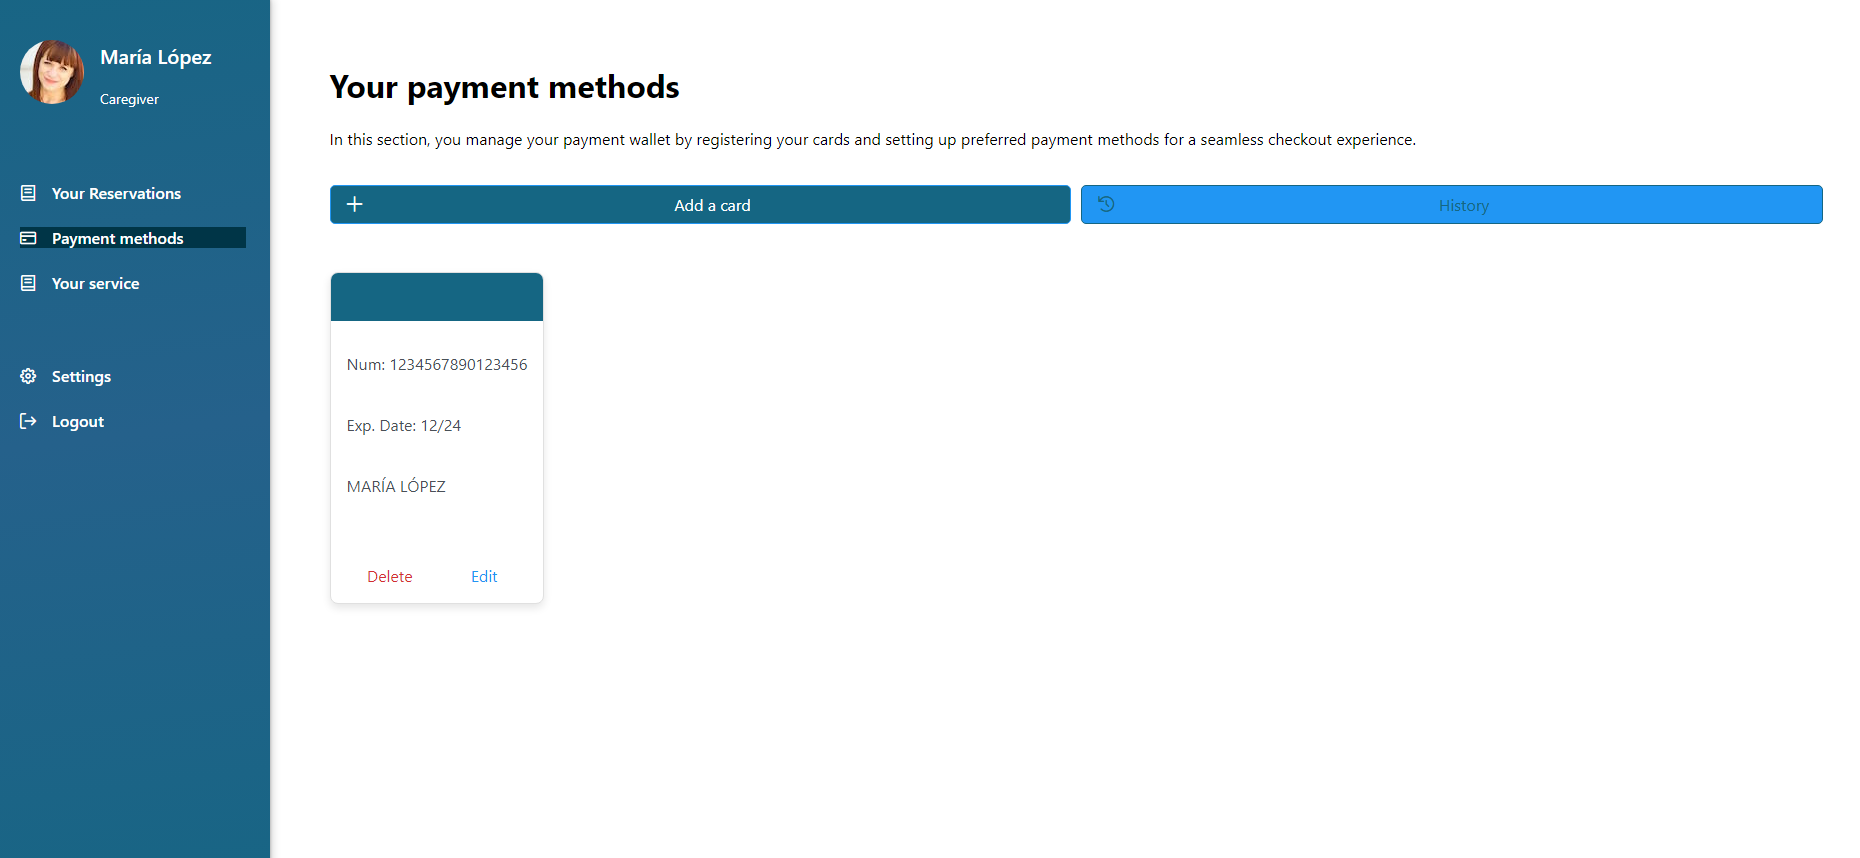 María López
Caregiver
Your Reservations
Payment methods
Your service
Settings
Logout
Your payment methods
In this section, you manage your payment wallet by registering your cards and setting up preferred payment methods for a seamless checkout experience.
Add a card
History
Num: 1234567890123456
Exp. Date: 12/24
MARÍA LÓPEZ
Delete Edit